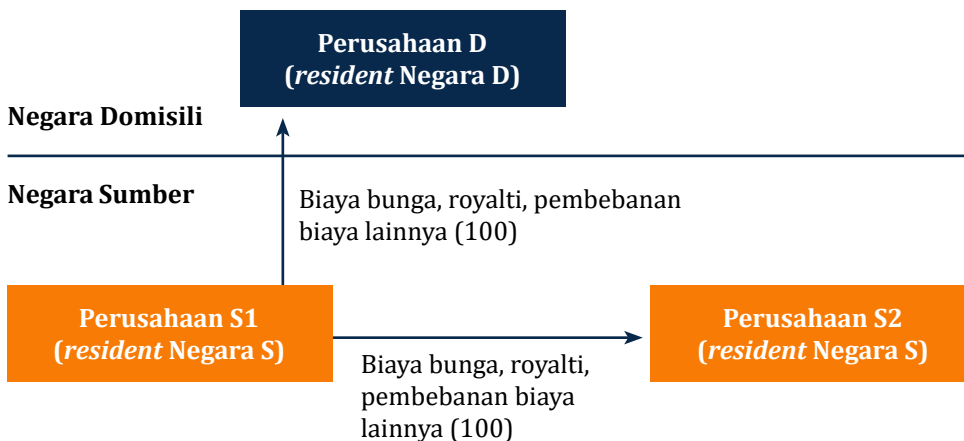 Perusahaan D
(resident Negara D)
Negara Domisili
Negara Sumber
Biaya bunga, royalti, pembebanan
biaya lainnya (100)
Perusahaan S1
(resident Negara S)
Perusahaan S2
(resident Negara S)
Biaya bunga, royalti,
pembebanan biaya
lainnya (100)